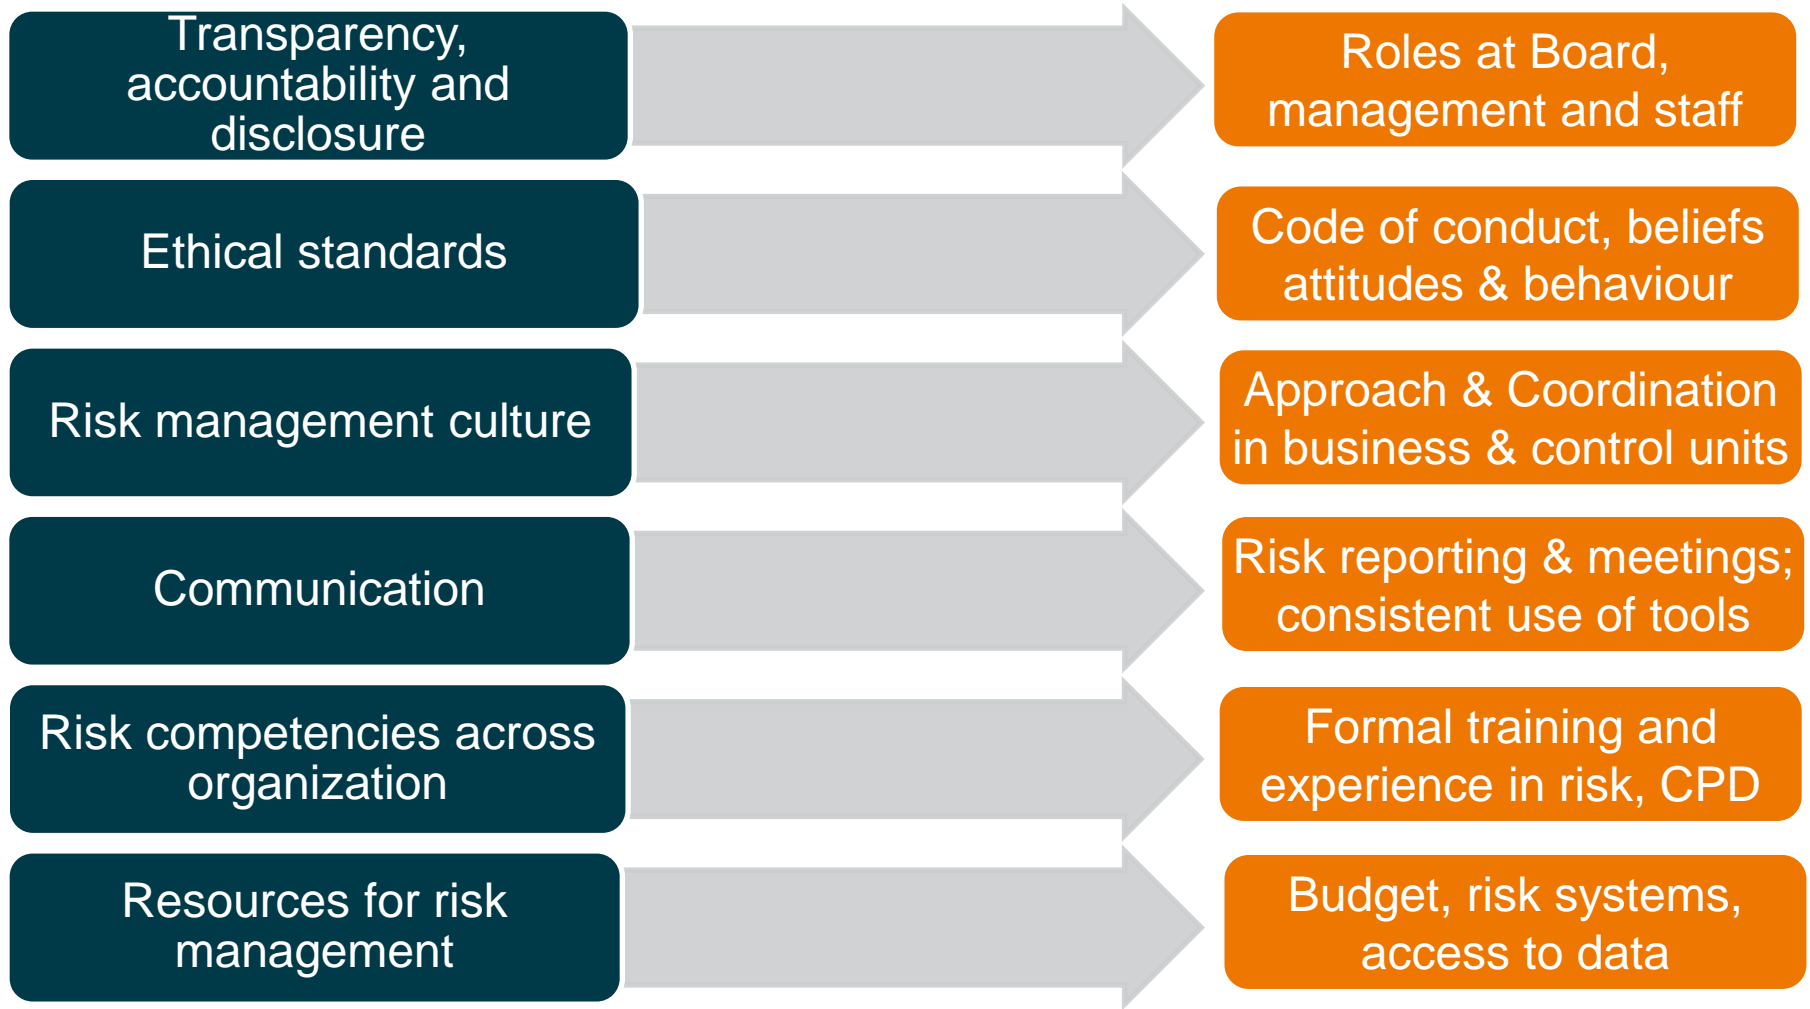 Transparency,
accountability and
disclosure
Roles at Board,
management and staff
Ethical standards
Code of conduct, beliefs
attitudes & behaviour
Risk management culture
Approach & Coordination
in business & control units
Communication
Risk reporting & meetings;
consistent use of tools
Risk competencies across
organization
Formal training and
experience in risk, CPD
Resources for risk
management
Budget, risk systems,
access to data